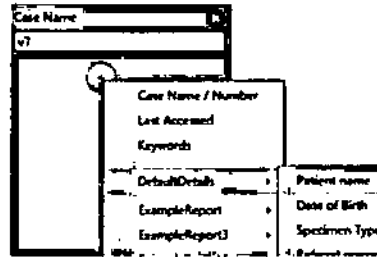 Case Name
v7
Case Name / Number
Last Accessed
Keywords
DefaultDetails
Patient name
ExampleReport
Date of Birth
ExampleReport3
Specimen Type